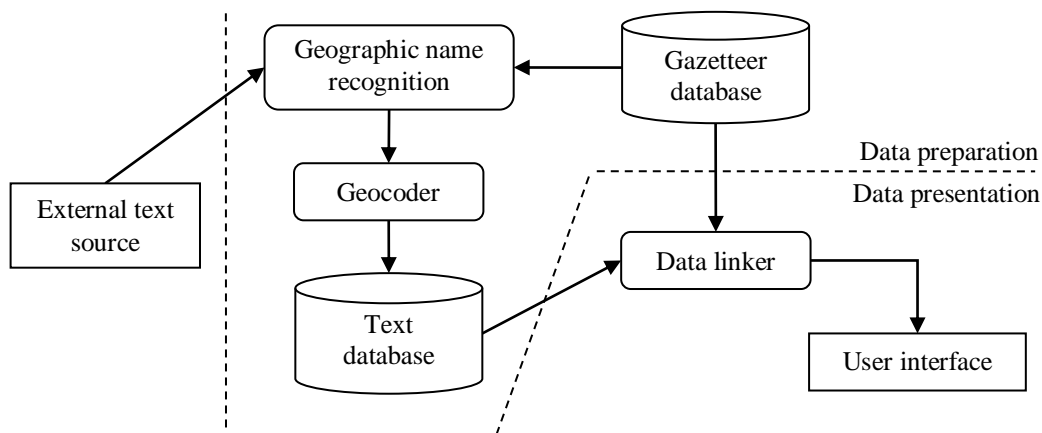 Geographic name
recognition
Gazetteer
database
Data preparation
Data presentation
External text
source
Geocoder
Data linker
Text
database
User interface